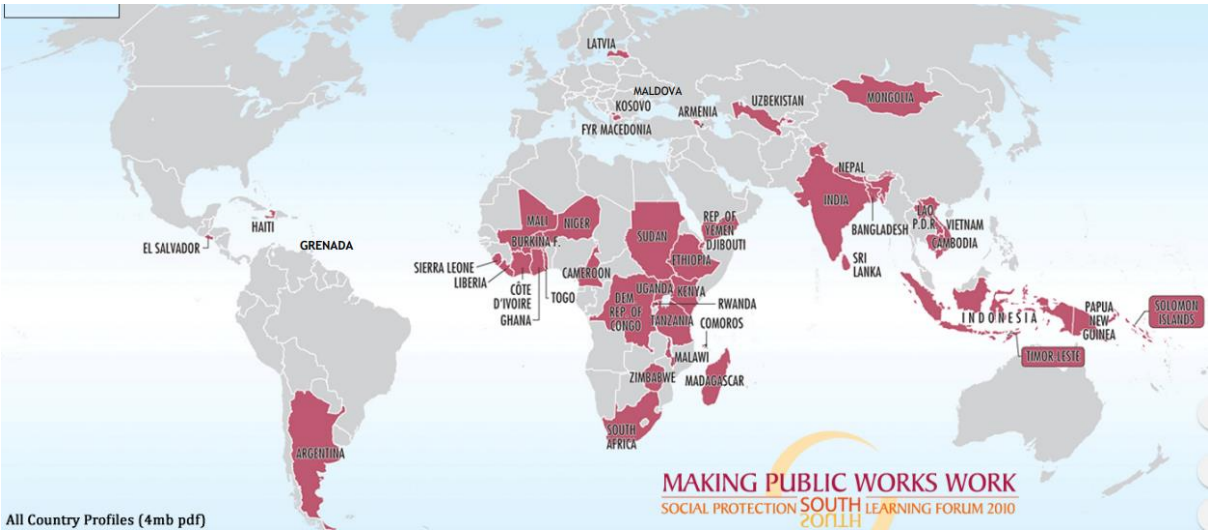 LATVIA
MALDOVA
KOSOVO
ARMENIA
UZBEKISTAN
MONGOLIA
FYR MACEDONIA
NEPAL
HAITI
MALI
NIGER
INDIA
LAO
P.D.R
VIETNAM
EL SALVADOR
GRENADA
BURKINA F.
SUDAN
REP. OF
YEMEN
DJIBOUTI
BANGLADESH
CAMBODIA
SIERRA LEONE
LIBERIA
CÔTE
D'IVOIRE
GHANA
TOGO
CAMEROON
ETHIOPIA
SRI
LANKA
UGANDA
KENYA
DEM.
REP. OF
CONGO
RWANDA
TANZANIA
COMOROS
INDONESIA
PAPUA
NEW
GUINEA
SOLOMON
ISLANDS
TIMOR-LESTE
MALAWI
ZIMBABWE
MADAGASCAR
SOUTH
AFRICA
ARGENTINA
MAKING PUBLIC WORKS WORK
SOCIAL PROTECTION SOUTH LEARNING FORUM 2010
All Country Profiles (4mb pdf)